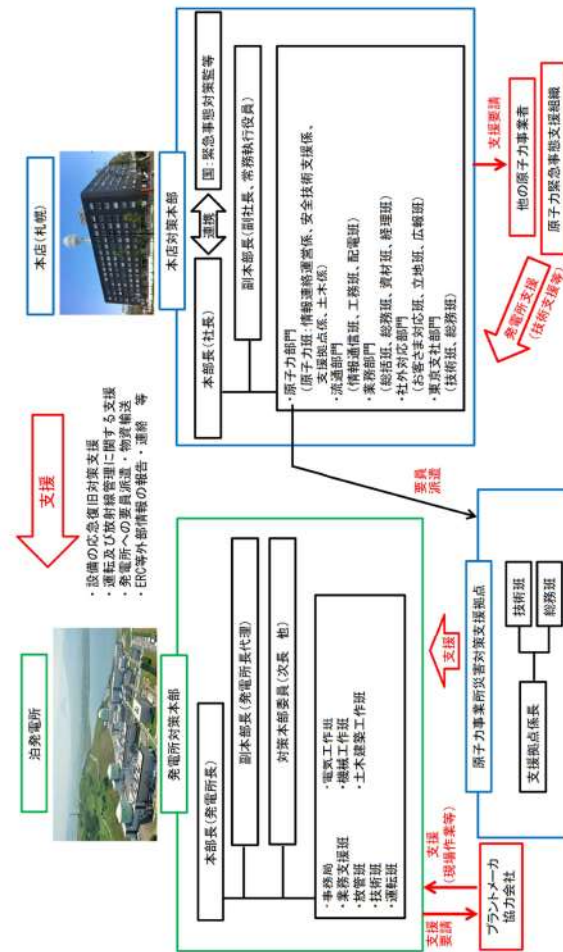 泊発電所
発電所対策本部
本部長(発電所長)
副本部長(発電所長代理)
対策本部委員(次長 他)
・事務局
・業務支援班
・放管班
・技術班
・運転班
・電気工作班
・機械工作班
・土木建築工作班
支援
要請
支援
(現場作業等)
プラントメーカ
協力会社
支援
・設備の応急復旧対策支援
・運転及び放射線管理に関する支援
・発電所への要員派遣・物資輸送
・ERC等外部情報の報告・連絡 等
本店(札幌)
本店対策本部
本部長(社長)
連携
国:緊急事態対策監等
副本部長(副社長、常務執行役員)
・原子力部門
(原子力班:情報連絡運営係、安全技術支援係、
支援拠点係、土木係)
・流通部門
(情報通信班、工務班、配電班)
・業務部門
(総括班、総務班、資材班、経理班)
・社外対応部門
(お客さま対応班、立地班、広報班)
・東京支社部門
(技術班、総務班)
支援要請
他の原子力事業者
原子力緊急事態支援組織
発電所支援
(技術支援等)
要員
派遣
支援
原子力事業所災害対策支援拠点
支援拠点係長
技術班
総務班